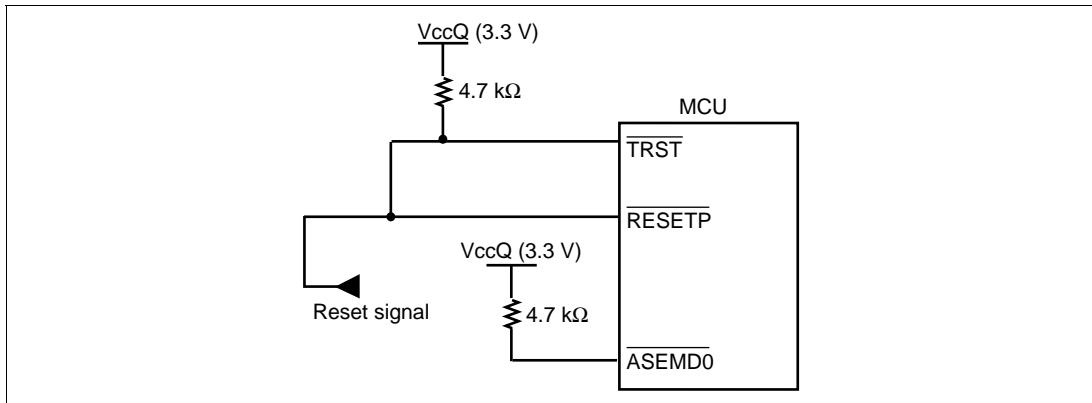 VccQ (3.3 V)
4.7 kΩ
MCU
TRST
RESETP
VccQ (3.3 V)
Reset signal
4.7 kΩ
ASEMD0